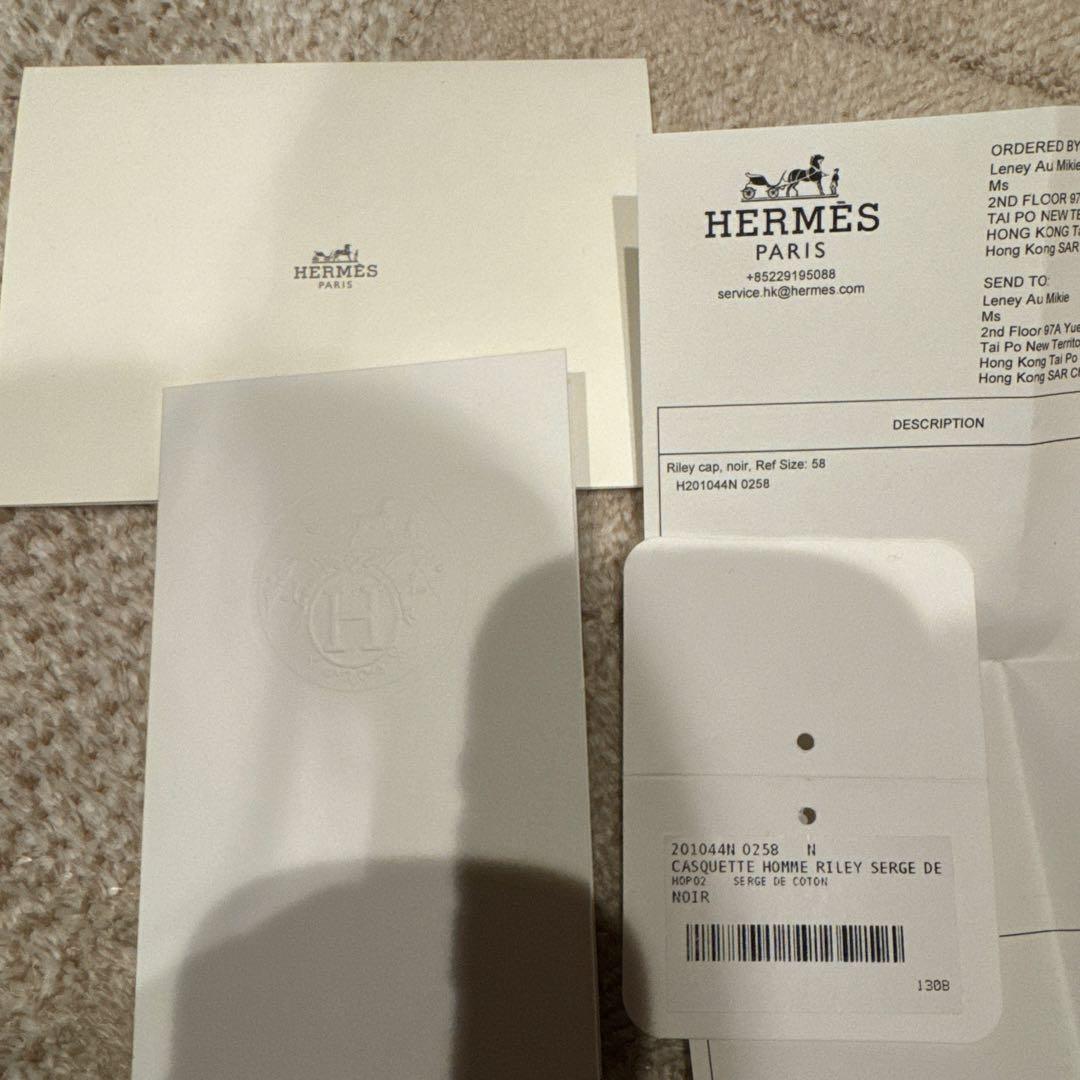 HERMÈS
PARIS
HERMÈS
PARIS
+85229195088
service.hk@hermes.com
ORDERED BY
Leney Au Mikie
Ms
2ND FLOOR 97
TAI PO NEW TE
HONG KONG Ta
Hong Kong SAR
SEND TO:
Leney Au Mikie
Ms
2nd Floor 97A Yue
Tai Po New Territo
Hong Kong Tai Po
Hong Kong SAR C
DESCRIPTION
Riley cap, noir, Ref Size: 58
H201044N 0258
H
201044N 0258 N
CASQUETTE HOMME RILEY SERGE DE
HOP02 SERGE DE COTON
NOIR
130B